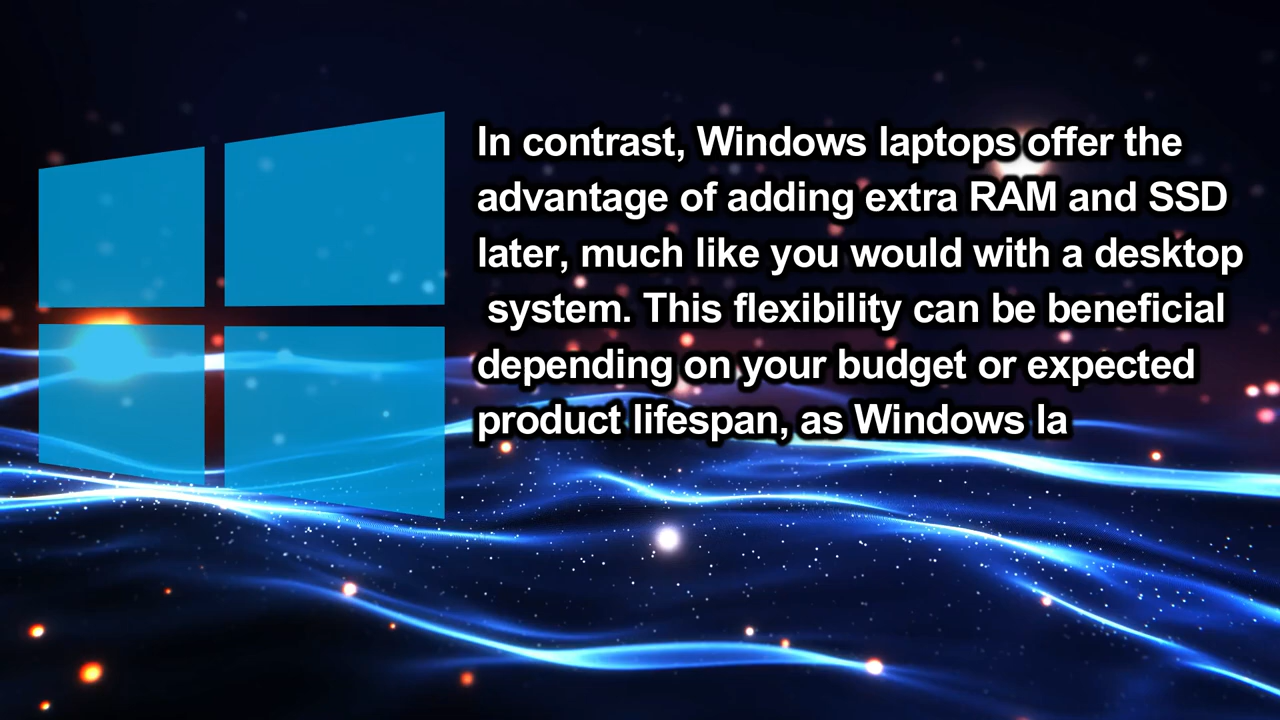 In contrast, Windows laptops offer the
advantage of adding extra RAM and SSD
later, much like you would with a desktop
system. This flexibility can be beneficial
depending on your budget or expected
product lifespan, as Windows la